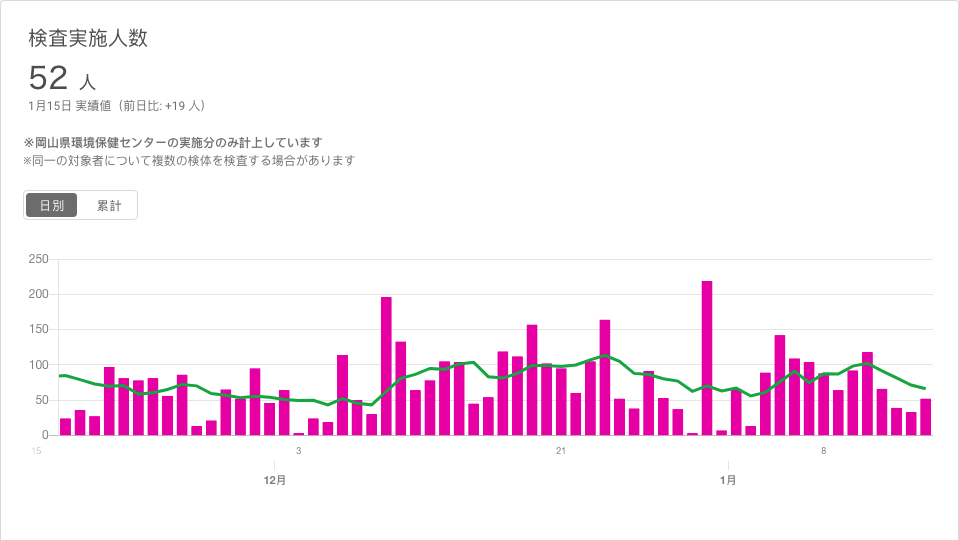 検査実施人数
52 人
1月15日 実績値（前日比: +19 人）
※岡山県環境保健センターの実施分のみ計上しています
※同一の対象者について複数の検体を検査する場合があります
日別 累計
250
200
150
100
50
0
15 3 21 8
12月 1月